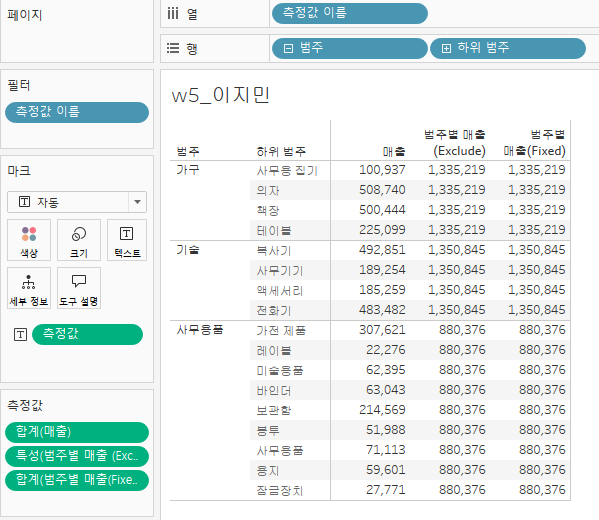 페이지
열
측정값 이름
행
범주
하위 범주
필터
측정값 이름
마크
자동
색상
크기
텍스트
세부 정보
도구 설명
측정값
측정값
합계(매출)
특성(범주별 매출 (Exc..
합계(범주별 매출(Fixe..
w5_이지민
범주별 매출 범주별
범주 하위 범주 매출 (Exclude) 매출(Fixed)
가구 사무용 집기 100,937 1,335,219 1,335,219
의자 508,740 1,335,219 1,335,219
책장 500,444 1,335,219 1,335,219
테이블 225,099 1,335,219 1,335,219
기술 복사기 492,851 1,350,845 1,350,845
사무기기 189,254 1,350,845 1,350,845
액세서리 185,259 1,350,845 1,350,845
전화기 483,482 1,350,845 1,350,845
사무용품 가전 제품 307,621 880,376 880,376
레이블 22,276 880,376 880,376
미술용품 62,395 880,376 880,376
바인더 63,043 880,376 880,376
보관함 214,569 880,376 880,376
봉투 51,988 880,376 880,376
사무용품 71,113 880,376 880,376
용지 59,601 880,376 880,376
잠금장치 27,771 880,376 880,376